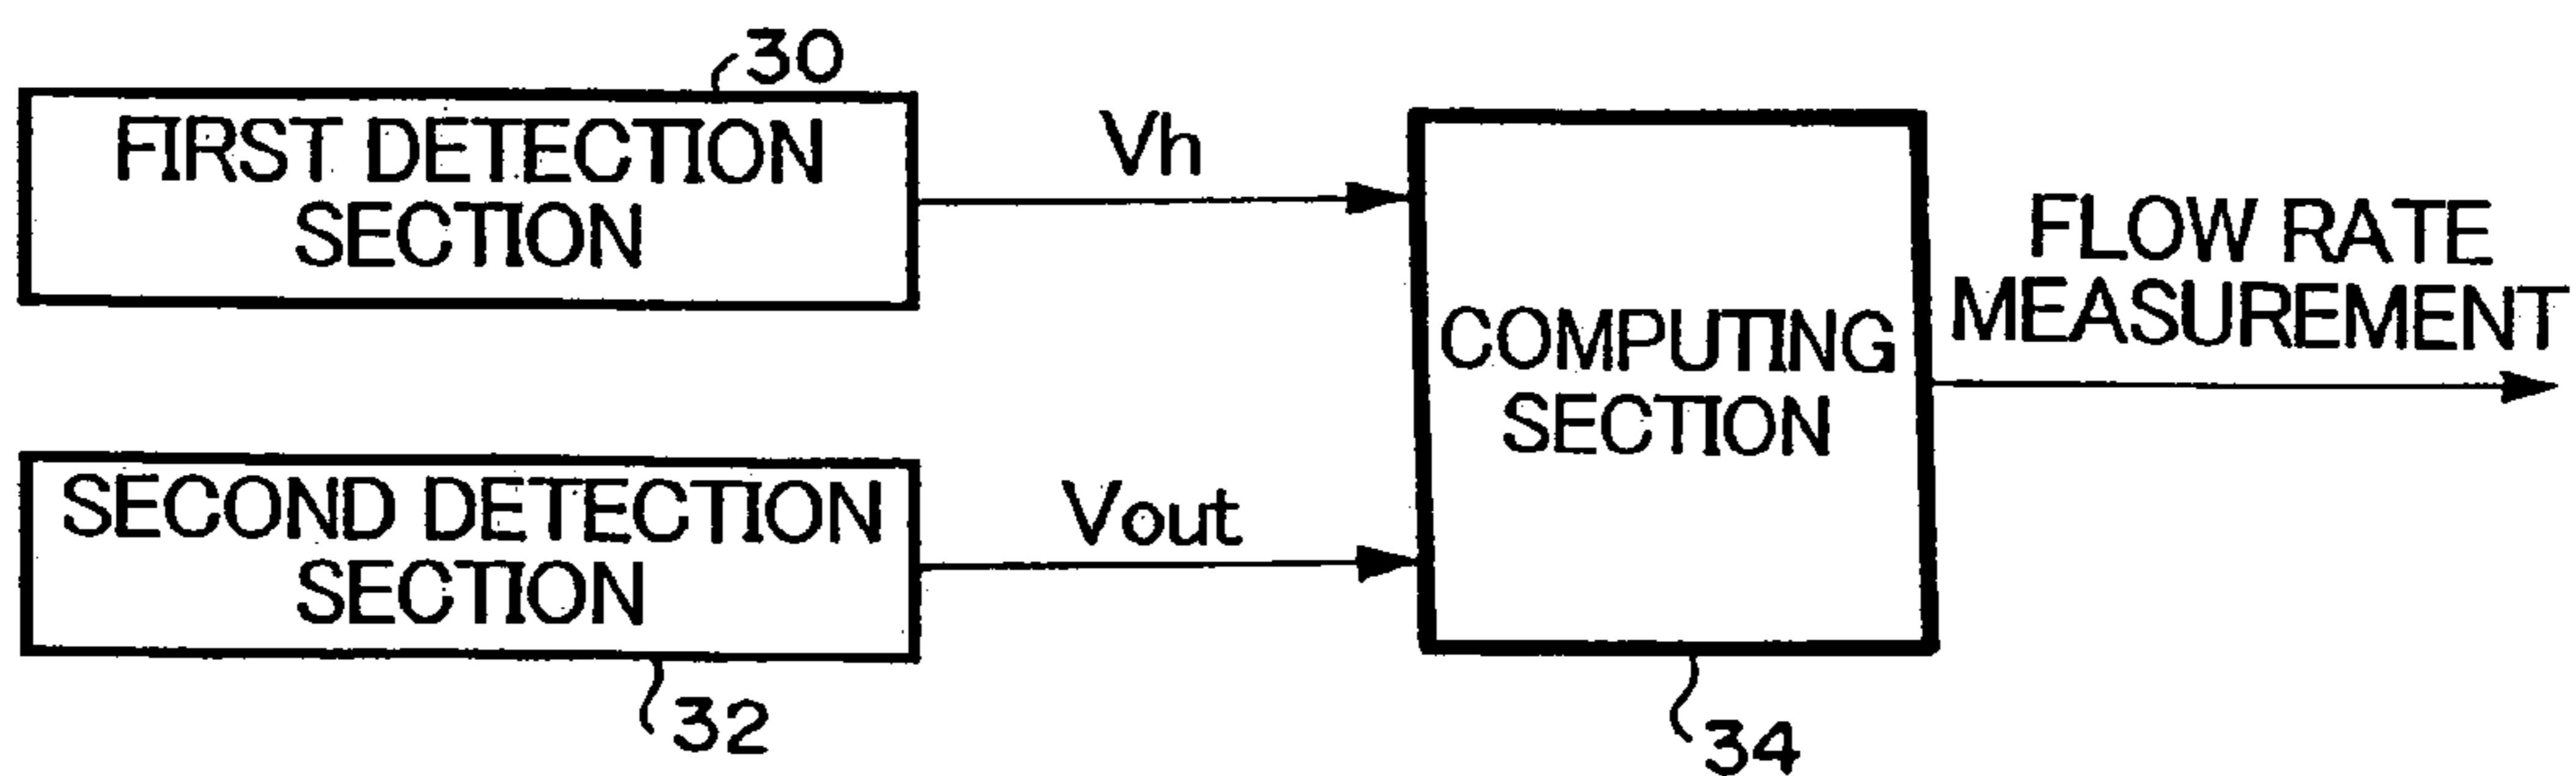 30
FIRST DETECTION
SECTION
Vh
COMPUTING
SECTION
FLOW RATE
MEASUREMENT
SECOND DETECTION
SECTION
Vout
32
34